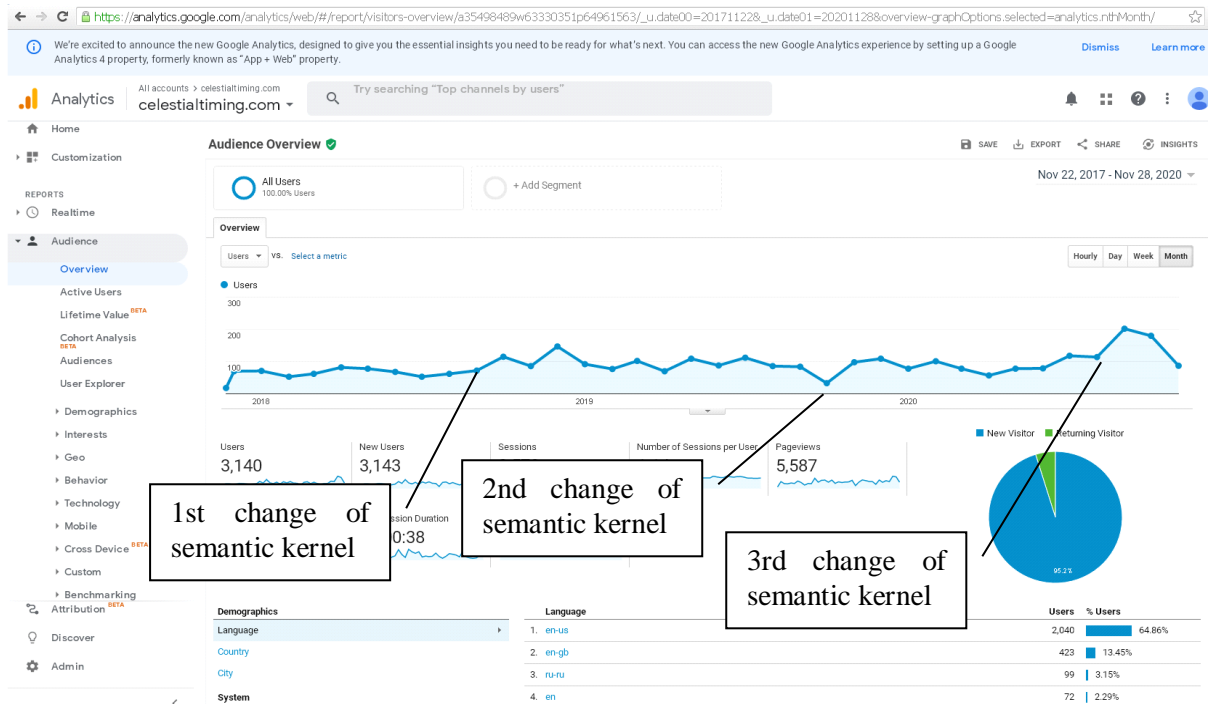 https://analytics.google.com/analytics/web/#/report/visitors-overview/a35498489w63330351p64961563/_u.date00=20171122&_u.date01=20201128&overview-graphOptions.selected=analytics.nthMonth/
We're excited to announce the new Google Analytics, designed to give you the essential insights you need to be ready for what's next. You can access the new Google Analytics experience by setting up a Google
Analytics 4 property, formerly known as "App + Web" property.
Dismiss
Learn more
Analytics
All accounts > celestialtiming.com
celestialtiming.com
Try searching "Top channels by users"
Home
Customization
REPORTS
Realtime
Audience
Overview
Active Users
Lifetime Value BETA
Cohort Analysis
BETA
Audiences
User Explorer
Demographics
Interests
Geo
Behavior
Technology
Mobile
Cross Device BETA
Custom
Benchmarking
Attribution BETA
Discover
Admin
Audience Overview
SAVE
EXPORT
SHARE
INSIGHTS
All Users
100.00% Users
+ Add Segment
Nov 22, 2017 - Nov 28, 2020
Overview
Users
VS.
Select a metric
Hourly
Day
Week
Month
Users
300
200
100
2018
2019
2020
Users
3,140
New Users
3,143
Sessions
Number of Sessions per User
Pageviews
5,587
ssion Duration
0:38
New Visitor
Returning Visitor
95.2%
1st change of
semantic kernel
2nd change of
semantic kernel
3rd change of
semantic kernel
Demographics
Language
Country
City
System
Language
Users
% Users
1. en-us
2,040
64.86%
2. en-gb
423
13.45%
3. ru-ru
99
3.15%
4. en
72
2.29%